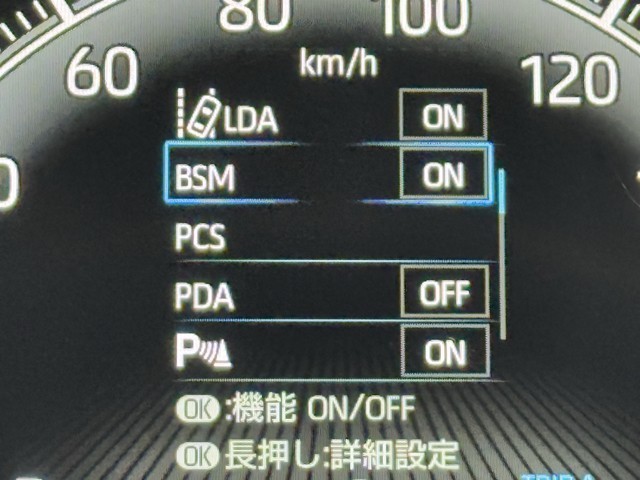 80 100
60 km/h 120
LDA ON
BSM ON
PCS
PDA OFF
P ON
OK :機能 ON/OFF
OK 長押し:詳細設定
TRIP A